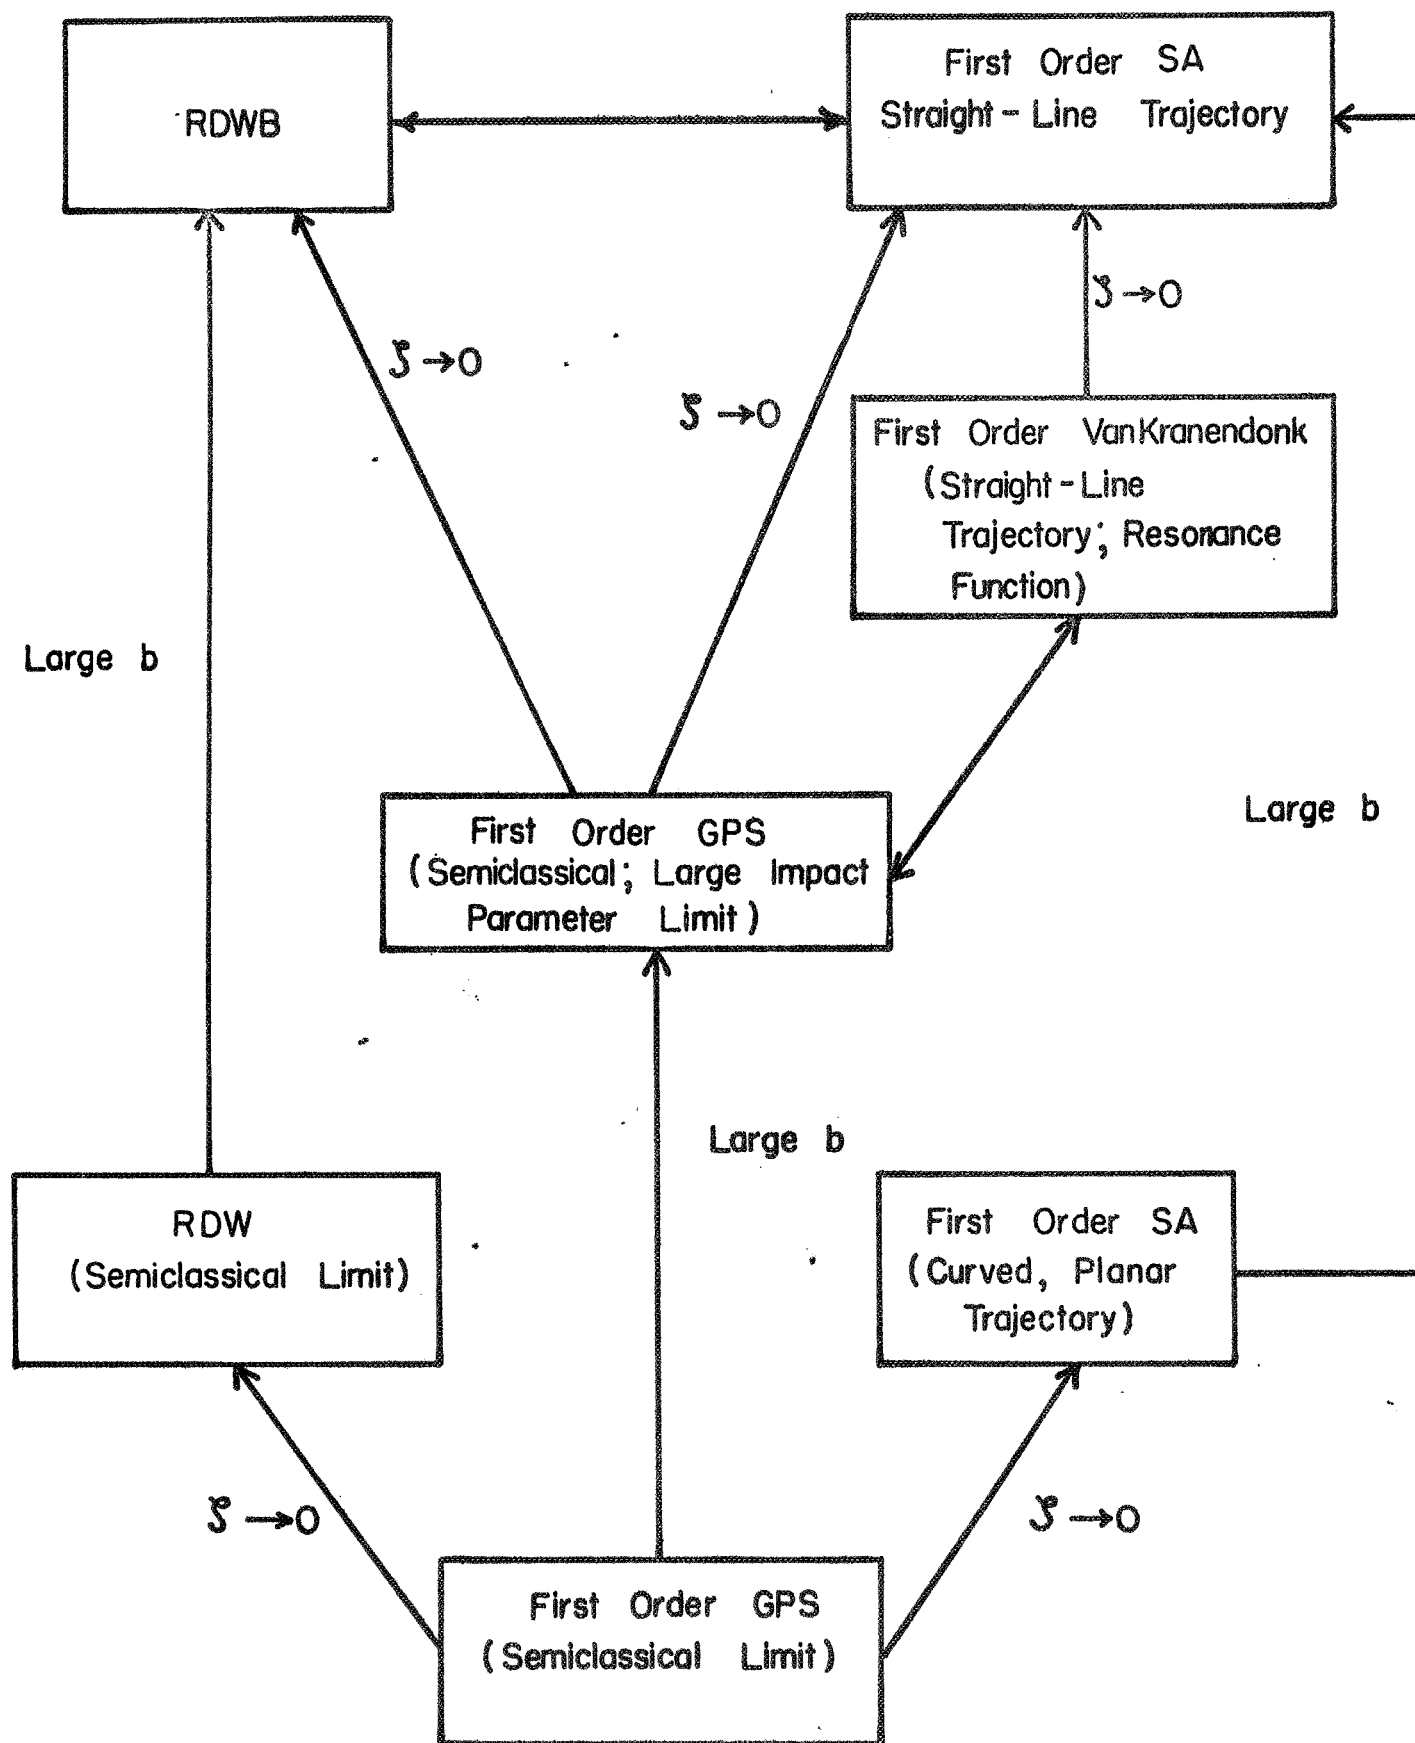 RDWB
First Order SA
Straight-Line Trajectory
ζ→0
ζ→0
ζ→0
First Order VanKranendonk
(Straight-Line
Trajectory; Resonance
Function)
Large b
Large b
First Order GPS
(Semiclassical; Large Impact
Parameter Limit)
Large b
RDW
(Semiclassical Limit)
First Order SA
(Curved, Planar
Trajectory)
ζ→0
ζ→0
First Order GPS
(Semiclassical Limit)